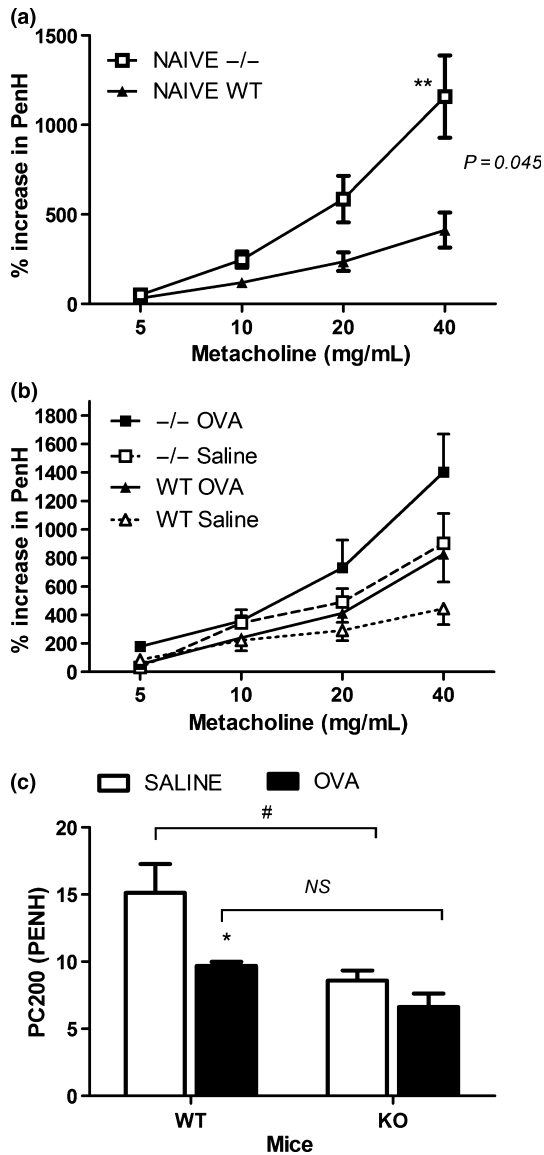 (a)
1500
1000
500
0
% increase in PenH
NAIVE –/–
NAIVE WT
**
P = 0.045
5 10 20 40
Metacholine (mg/mL)
(b)
1800
1600
1400
1200
1000
800
600
400
200
0
% increase in PenH
–/– OVA
–/– Saline
WT OVA
WT Saline
5 10 20 40
Metacholine (mg/mL)
(c)
SALINE OVA
20
15
10
5
0
PC200 (PENH)
#
NS
*
WT KO
Mice